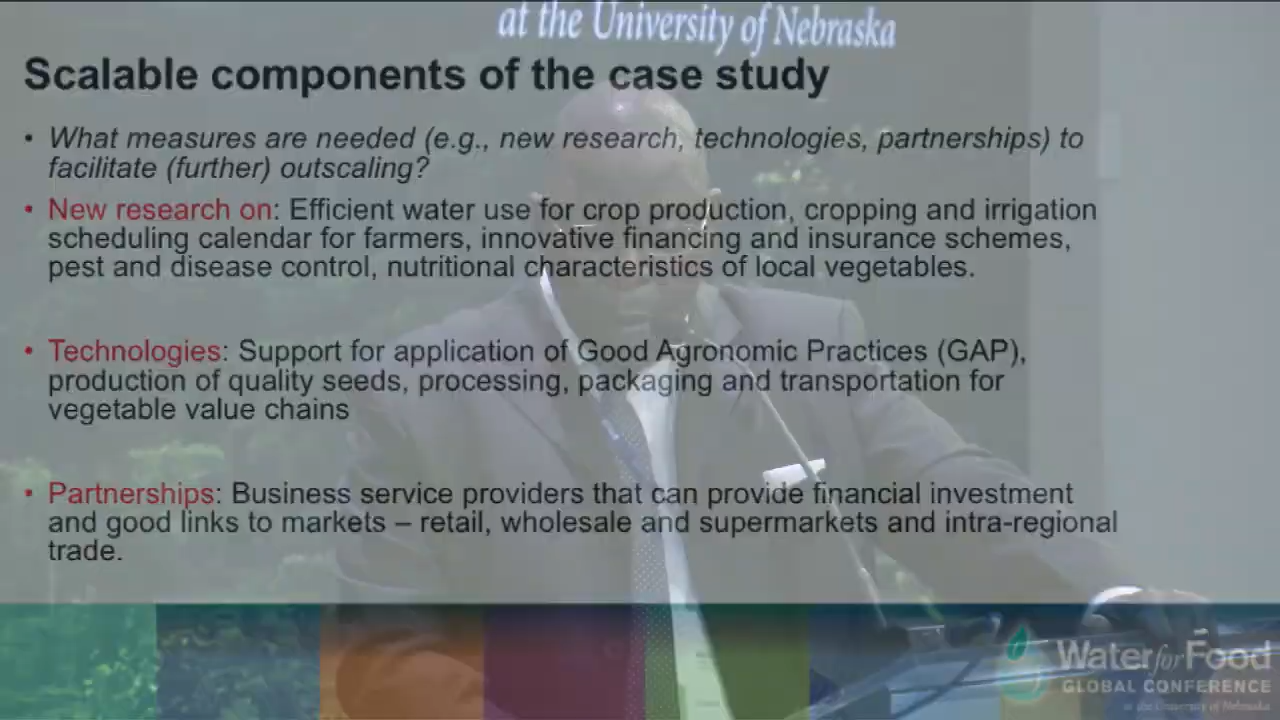 at the University of Nebraska
Scalable components of the case study
• What measures are needed (e.g., new research, technologies, partnerships) to
facilitate (further) outscaling?
• New research on: Efficient water use for crop production, cropping and irrigation
scheduling calendar for farmers, innovative financing and insurance schemes,
pest and disease control, nutritional characteristics of local vegetables.
• Technologies: Support for application of Good Agronomic Practices (GAP),
production of quality seeds, processing, packaging and transportation for
vegetable value chains
• Partnerships: Business service providers that can provide financial investment
and good links to markets – retail, wholesale and supermarkets and intra-regional
trade.
Water for Food
GLOBAL CONFERENCE
at the University of Nebraska